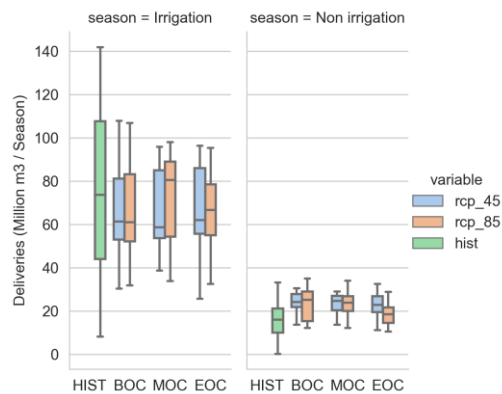 season = Irrigation
season = Non irrigation
Deliveries (Million m3 / Season)
140
120
100
80
60
40
20
0
HIST BOC MOC EOC
HIST BOC MOC EOC
variable
rcp_45
rcp_85
hist